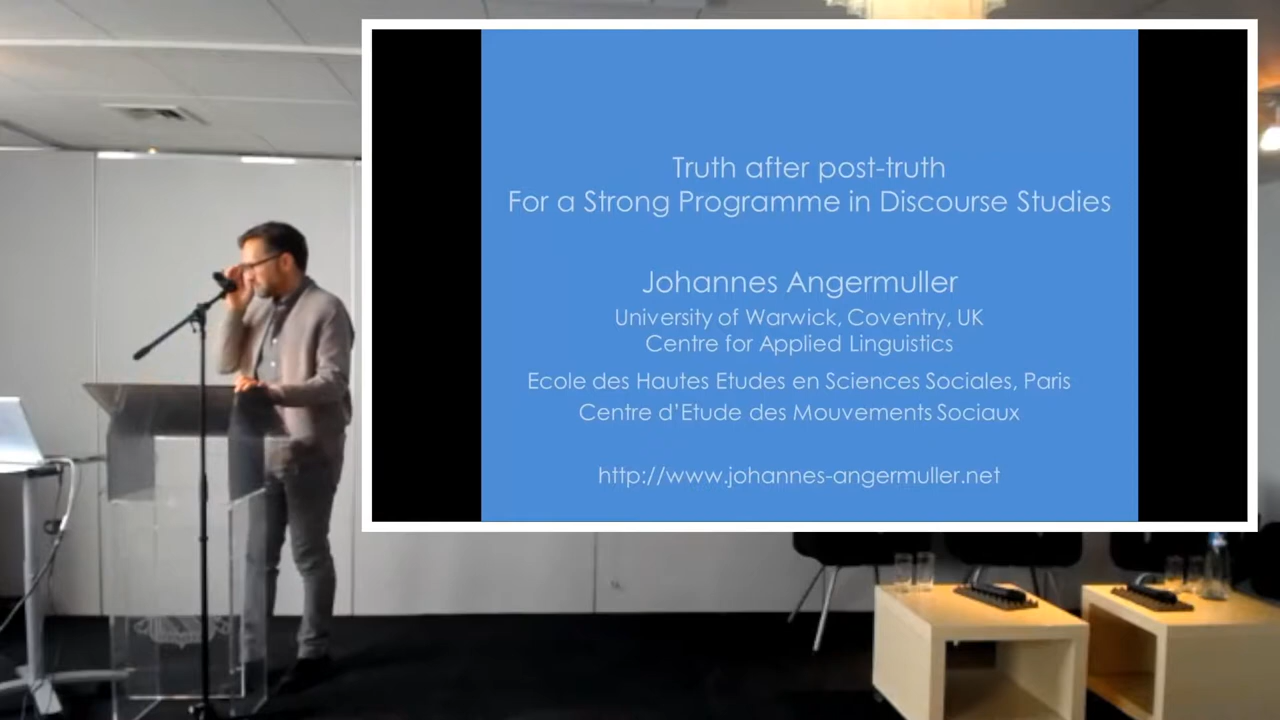 Truth after post-truth
For a Strong Programme in Discourse Studies
Johannes Angermuller
University of Warwick, Coventry, UK
Centre for Applied Linguistics
Ecole des Hautes Etudes en Sciences Sociales, Paris
Centre d'Etude des Mouvements Sociaux
http://www.johannes-angermuller.net